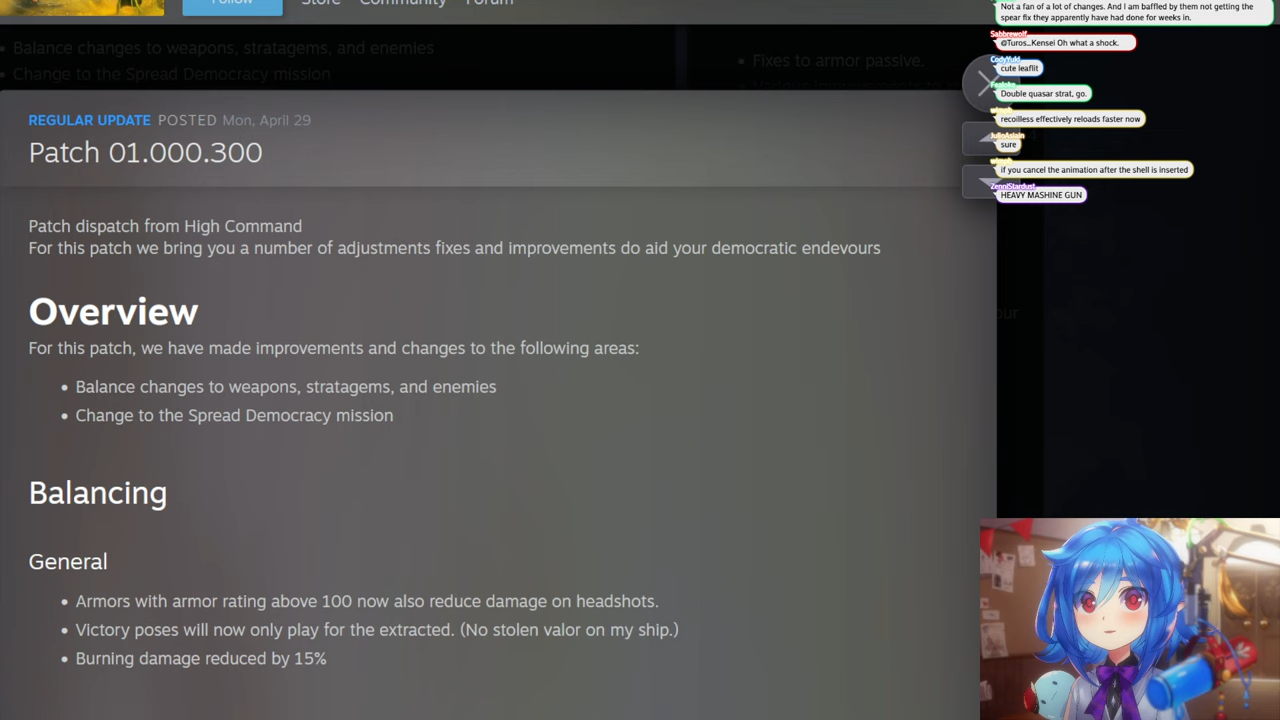 Follow
Store
Community
Forum
Balance changes to weapons, stratagems, and enemies
Change to the Spread Democracy mission
Fixes to armor passive.
REGULAR UPDATE POSTED Mon, April 29
Patch 01.000.300
Patch dispatch from High Command
For this patch we bring you a number of adjustments fixes and improvements do aid your democratic endevours
Overview
For this patch, we have made improvements and changes to the following areas:
• Balance changes to weapons, stratagems, and enemies
• Change to the Spread Democracy mission
Balancing
General
• Armors with armor rating above 100 now also reduce damage on headshots.
• Victory poses will now only play for the extracted. (No stolen valor on my ship.)
• Burning damage reduced by 15%
Not a fan of a lot of changes. And I am baffled by them not getting the
spear fix they apparently have had done for weeks in.
Sabbrewolf
@Turos_Kensei Oh what a shock.
CodyYuki
cute leaflit
Double quasar strat, go.
recoilless effectively reloads faster now
JulioAsiain
sure
if you cancel the animation after the shell is inserted
ZenniStardust
HEAVY MASHINE GUN